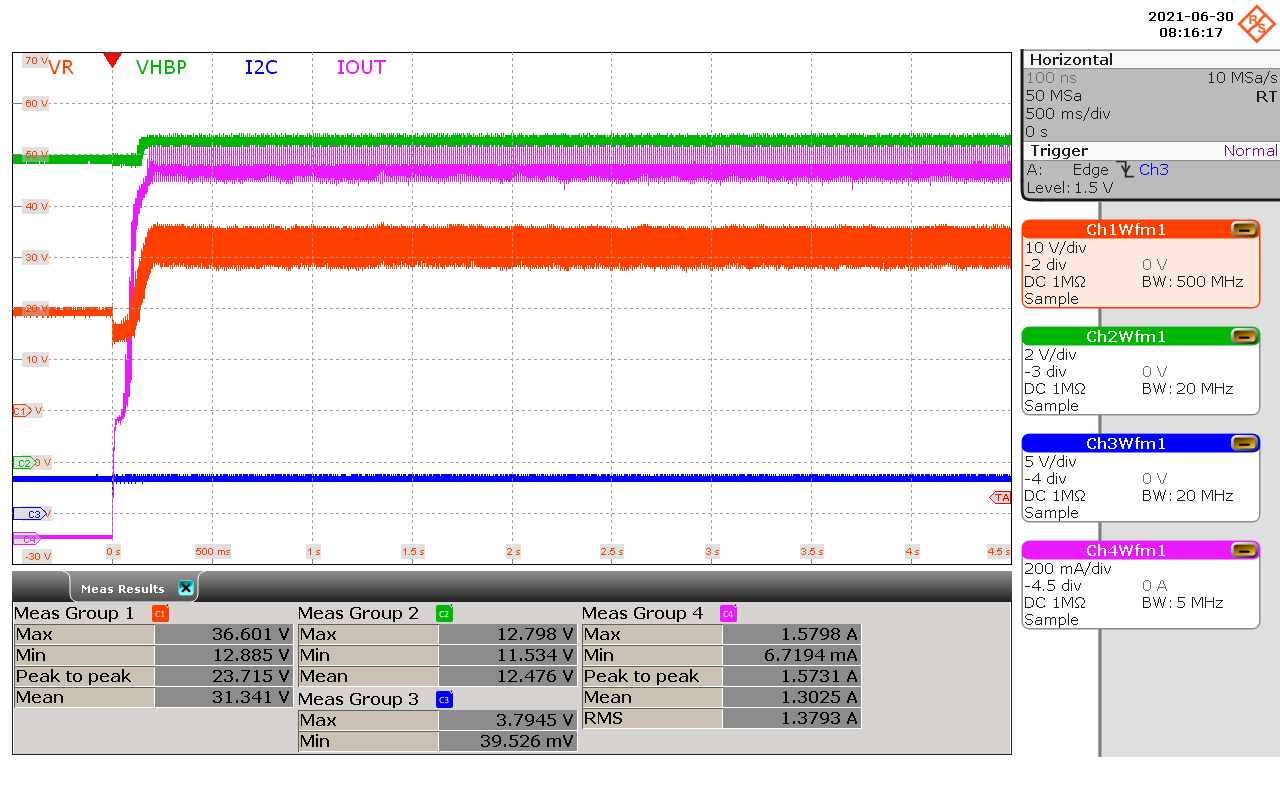 2021-06-30
08:16:17
R S
VR VHBP I2C IOUT
70 V
60 V
50 V
40 V
30 V
20 V
10 V
C1 V
C2 0 V
C3 V
C4
-30 V
TA
0 s 500 ms 1 s 1.5 s 2 s 2.5 s 3 s 3.5 s 4 s 4.5 s
Horizontal
100 ns 10 MSa/s
50 MSa RT
500 ms/div
0 s
Trigger Normal
A: Edge Ch3
Level: 1.5 V
Ch1Wfm1
10 V/div
-2 div 0 V
DC 1MΩ BW: 500 MHz
Sample
Ch2Wfm1
2 V/div
-3 div 0 V
DC 1MΩ BW: 20 MHz
Sample
Ch3Wfm1
5 V/div
-4 div 0 V
DC 1MΩ BW: 20 MHz
Sample
Ch4Wfm1
200 mA/div
-4.5 div 0 A
DC 1MΩ BW: 5 MHz
Sample
Meas Results
Meas Group 1 C1
Max 36.601 V
Min 12.885 V
Peak to peak 23.715 V
Mean 31.341 V
Meas Group 2 C2
Max 12.798 V
Min 11.534 V
Mean 12.476 V
Meas Group 3 C3
Max 3.7945 V
Min 39.526 mV
Meas Group 4 C4
Max 1.5798 A
Min 6.7194 mA
Peak to peak 1.5731 A
Mean 1.3025 A
RMS 1.3793 A